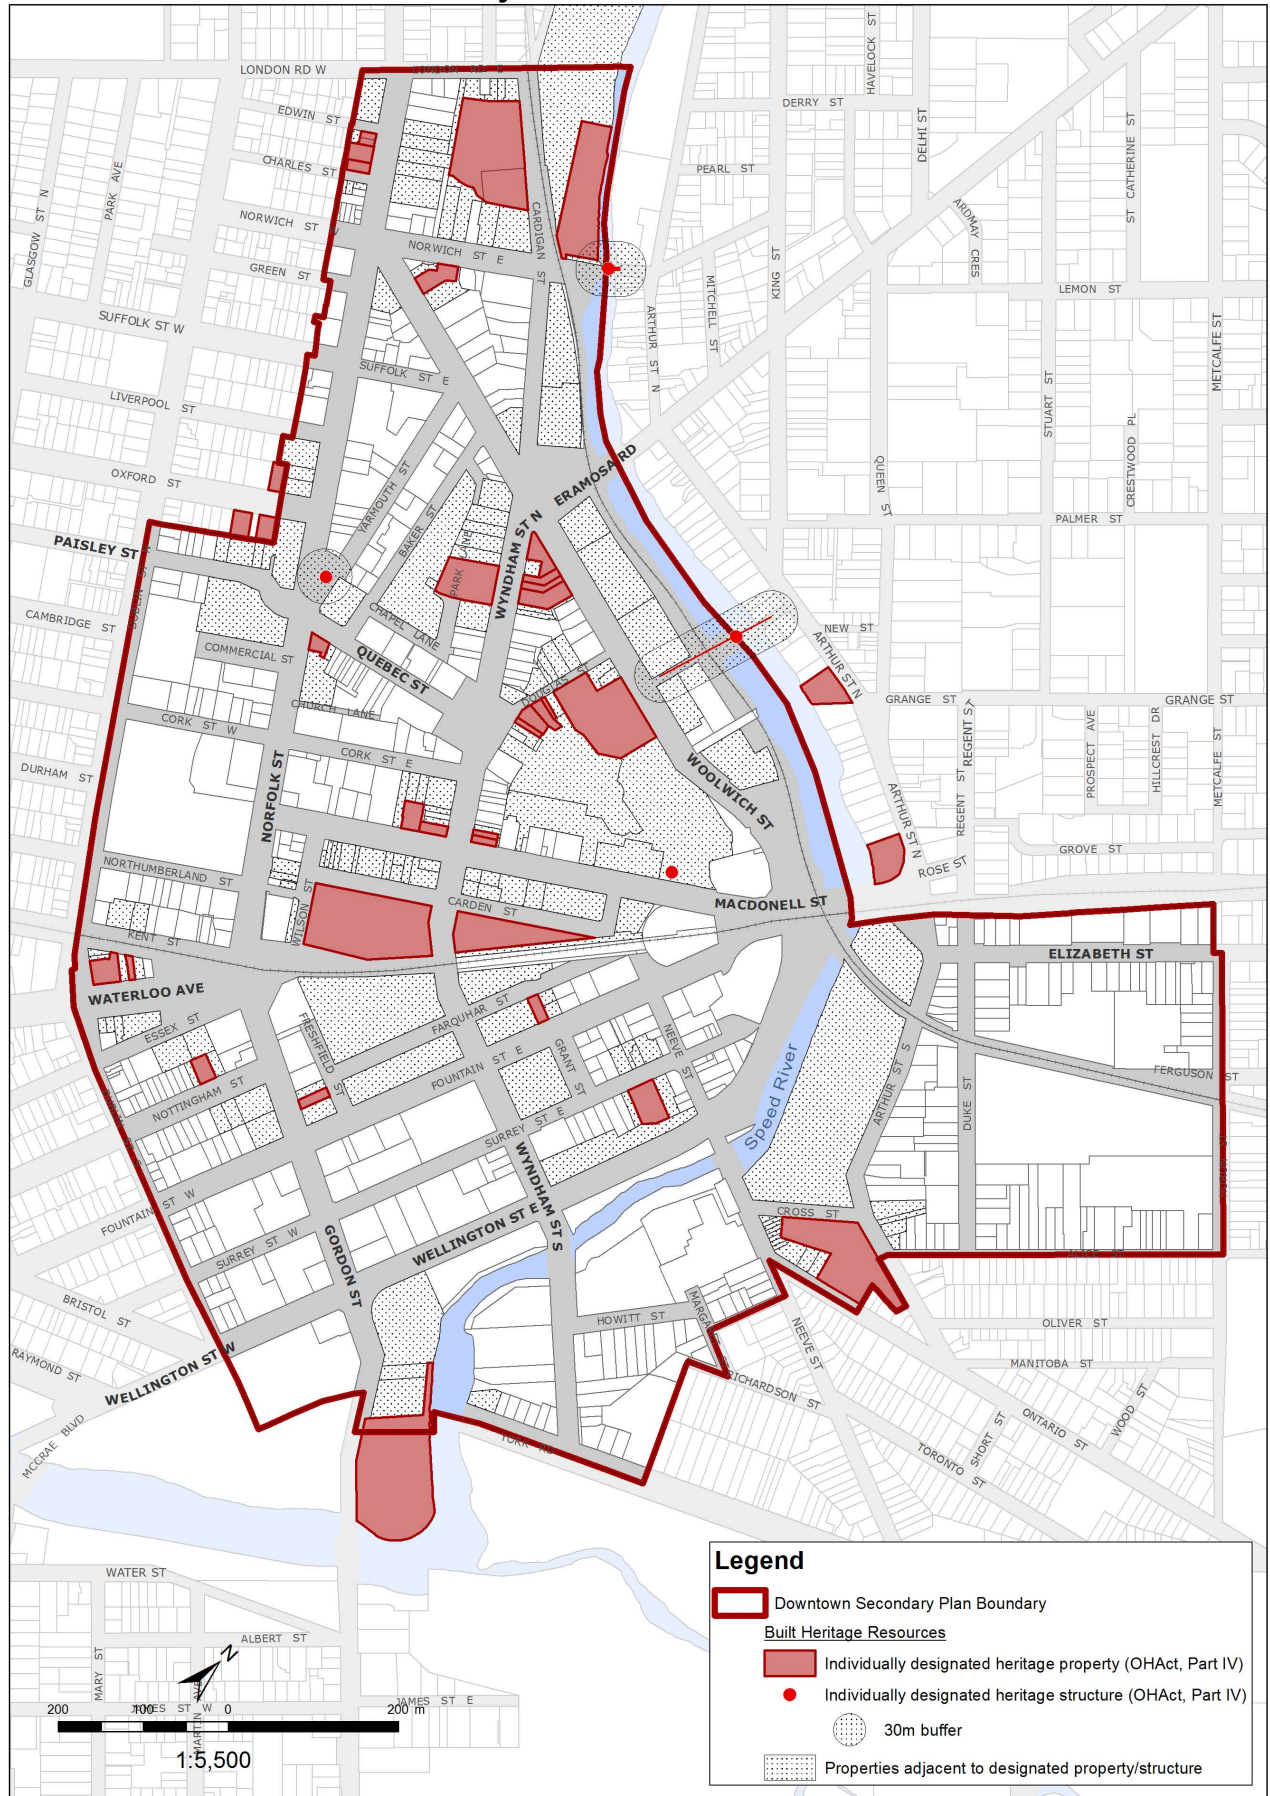 LONDON RD W
LONDON RD E
EDWIN ST
CHARLES ST
NORWICH ST W
GREEN ST
SUFFOLK ST W
LIVERPOOL ST
OXFORD ST
PAISLEY ST
CAMBRIDGE ST
DURHAM ST
GLASGOW ST N
PARK AVE
NORWICH ST E
CARDIGAN ST
SUFFOLK ST E
YARMOUTH ST
BAKER ST
PARK LANE
CHAPEL LANE
WYNDHAM ST N
ERAMOSA RD
COMMERCIAL ST
QUEBEC ST
CHURCH LANE
DOUGLAS ST
CORK ST W
CORK ST E
NORFOLK ST
WOOLWICH ST
NORTHUMBERLAND ST
KENT ST
WILSON ST
CARDEN ST
MACDONELL ST
WATERLOO AVE
ESSEX ST
NOTTINGHAM ST
FRESHFIELD ST
FARQUHAR ST
FOUNTAIN ST E
GRANT ST
NEEVE ST
SURREY ST E
FOUNTAIN ST W
SURREY ST W
GORDON ST
WELLINGTON ST E
WYNDHAM ST S
BRISTOL ST
RAYMOND ST
WELLINGTON ST W
MCCRAE BLVD
Speed River
HAVELOCK ST
DERRY ST
DELHI ST
PEARL ST
ST CATHERINE ST
ARDMAY CRES
KING ST
MITCHELL ST
ARTHUR ST N
LEMON ST
METCALFE ST
STUART ST
CRESTWOOD PL
QUEEN ST
PALMER ST
NEW ST
ARTHUR ST N
GRANGE ST
GRANGE ST
REGENT ST
REGENT ST
PROSPECT AVE
HILLCREST DR
METCALFE ST
ARTHUR ST N
ROSE ST
GROVE ST
ELIZABETH ST
FERGUSON ST
ARTHUR ST S
DUKE ST
CROSS ST
ALICE ST
HOWITT ST
NEEVE ST
RICHARDSON ST
OLIVER ST
MANITOBA ST
ONTARIO ST
WOOD ST
SHORT ST
TORONTO ST
YORK RD
WATER ST
ALBERT ST
MARY ST
JAMES ST W
MARTIN AVE
JAMES ST E
N
200 100 0 200 m
1:5,500
Legend
Downtown Secondary Plan Boundary
Built Heritage Resources
Individually designated heritage property (OHAct, Part IV)
Individually designated heritage structure (OHAct, Part IV)
30m buffer
Properties adjacent to designated property/structure